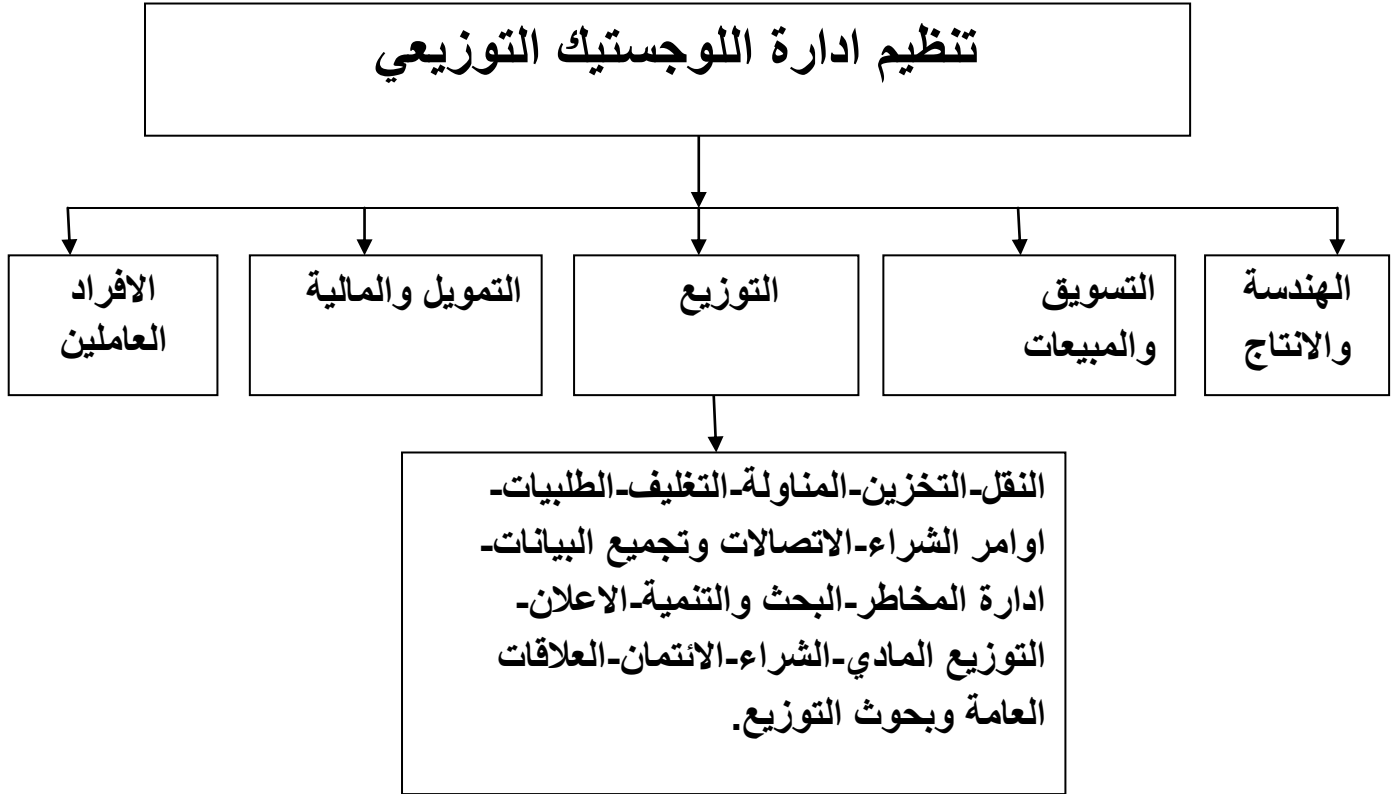 تنظيم ادارة اللوجستيك التوزيعي
الهندسة
والانتاج
التسويق
والمبيعات
التوزيع
التمويل والمالية
الافراد
العاملين
النقل-التخزين-المناولة-التغليف-الطلبيات-
اوامر الشراء-الاتصالات وتجميع البيانات-
ادارة المخاطر-البحث والتنمية-الاعلان-
التوزيع المادي-الشراء-الائتمان-العلاقات
العامة وبحوث التوزيع.